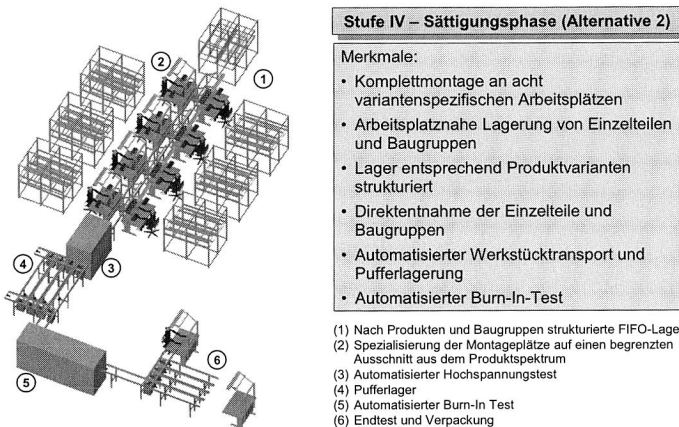 Stufe IV – Sättigungsphase (Alternative 2)
Merkmale:
• Komplettmontage an acht
variantenspezifischen Arbeitsplätzen
• Arbeitsplatznahe Lagerung von Einzelteilen
und Baugruppen
• Lager entsprechend Produktvarianten
strukturiert
• Direktentnahme der Einzelteile und
Baugruppen
• Automatisierter Werkstücktransport und
Pufferlagerung
• Automatisierter Burn-In-Test
(1) Nach Produkten und Baugruppen strukturierte FIFO-Lage
(2) Spezialisierung der Montageplätze auf einen begrenzten
Ausschnitt aus dem Produktspektrum
(3) Automatisierter Hochspannungstest
(4) Pufferlager
(5) Automatisierter Burn-In Test
(6) Endtest und Verpackung
2
1
4
3
6
5